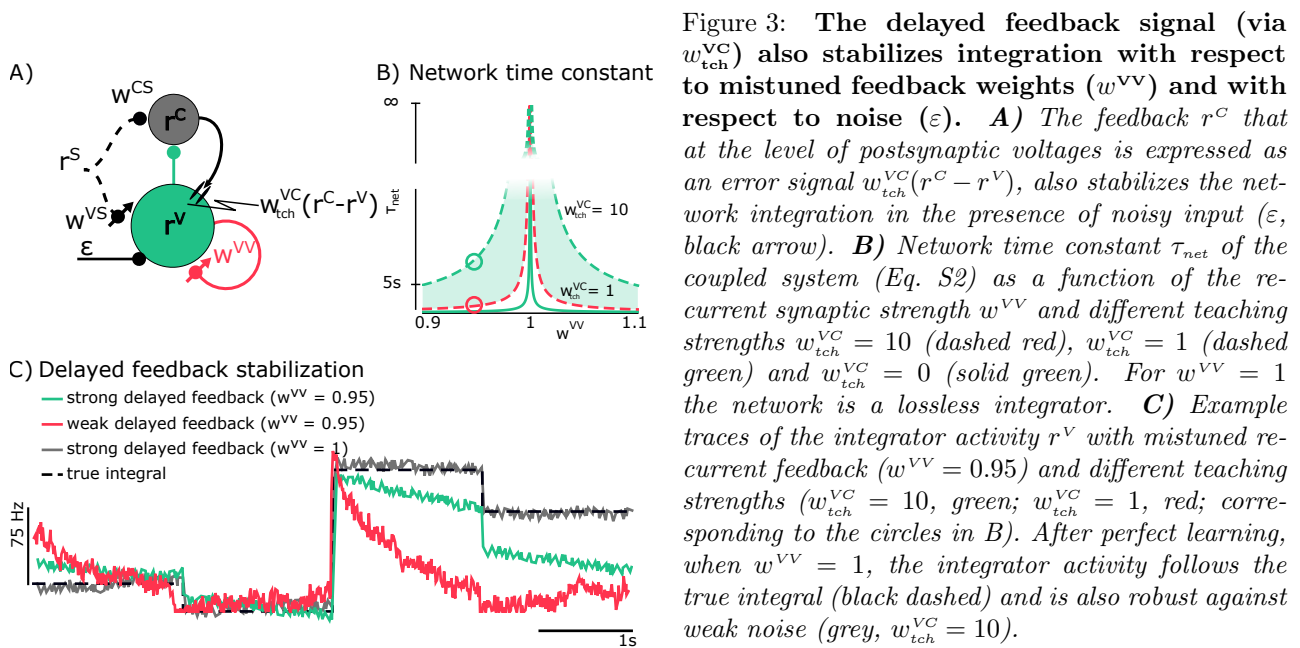 A)
w^CS
r^C
r^S
w^VS
r^V
ε
w^VC_tch(r^C-r^V)
w^VV
B) Network time constant
∞
τ_net
5s
w^VC_tch= 10
w^VC_tch= 1
0.9
1
1.1
w^VV
C) Delayed feedback stabilization
strong delayed feedback (w^VV = 0.95)
weak delayed feedback (w^VV = 0.95)
strong delayed feedback (w^VV = 1)
true integral
75 Hz
1s
Figure 3: The delayed feedback signal (via
w^VC_tch) also stabilizes integration with respect
to mistuned feedback weights (w^VV) and with
respect to noise (ε). A) The feedback r^C that
at the level of postsynaptic voltages is expressed as
an error signal w^VC_tch(r^C − r^V), also stabilizes the net-
work integration in the presence of noisy input (ε,
black arrow). B) Network time constant τ_net of the
coupled system (Eq. S2) as a function of the re-
current synaptic strength w^VV and different teaching
strengths w^VC_tch = 10 (dashed red), w^VC_tch = 1 (dashed
green) and w^VC_tch = 0 (solid green). For w^VV = 1
the network is a lossless integrator. C) Example
traces of the integrator activity r^V with mistuned re-
current feedback (w^VV = 0.95) and different teaching
strengths (w^VC_tch = 10, green; w^VC_tch = 1, red; corre-
sponding to the circles in B). After perfect learning,
when w^VV = 1, the integrator activity follows the
true integral (black dashed) and is also robust against
weak noise (grey, w^VC_tch = 10).